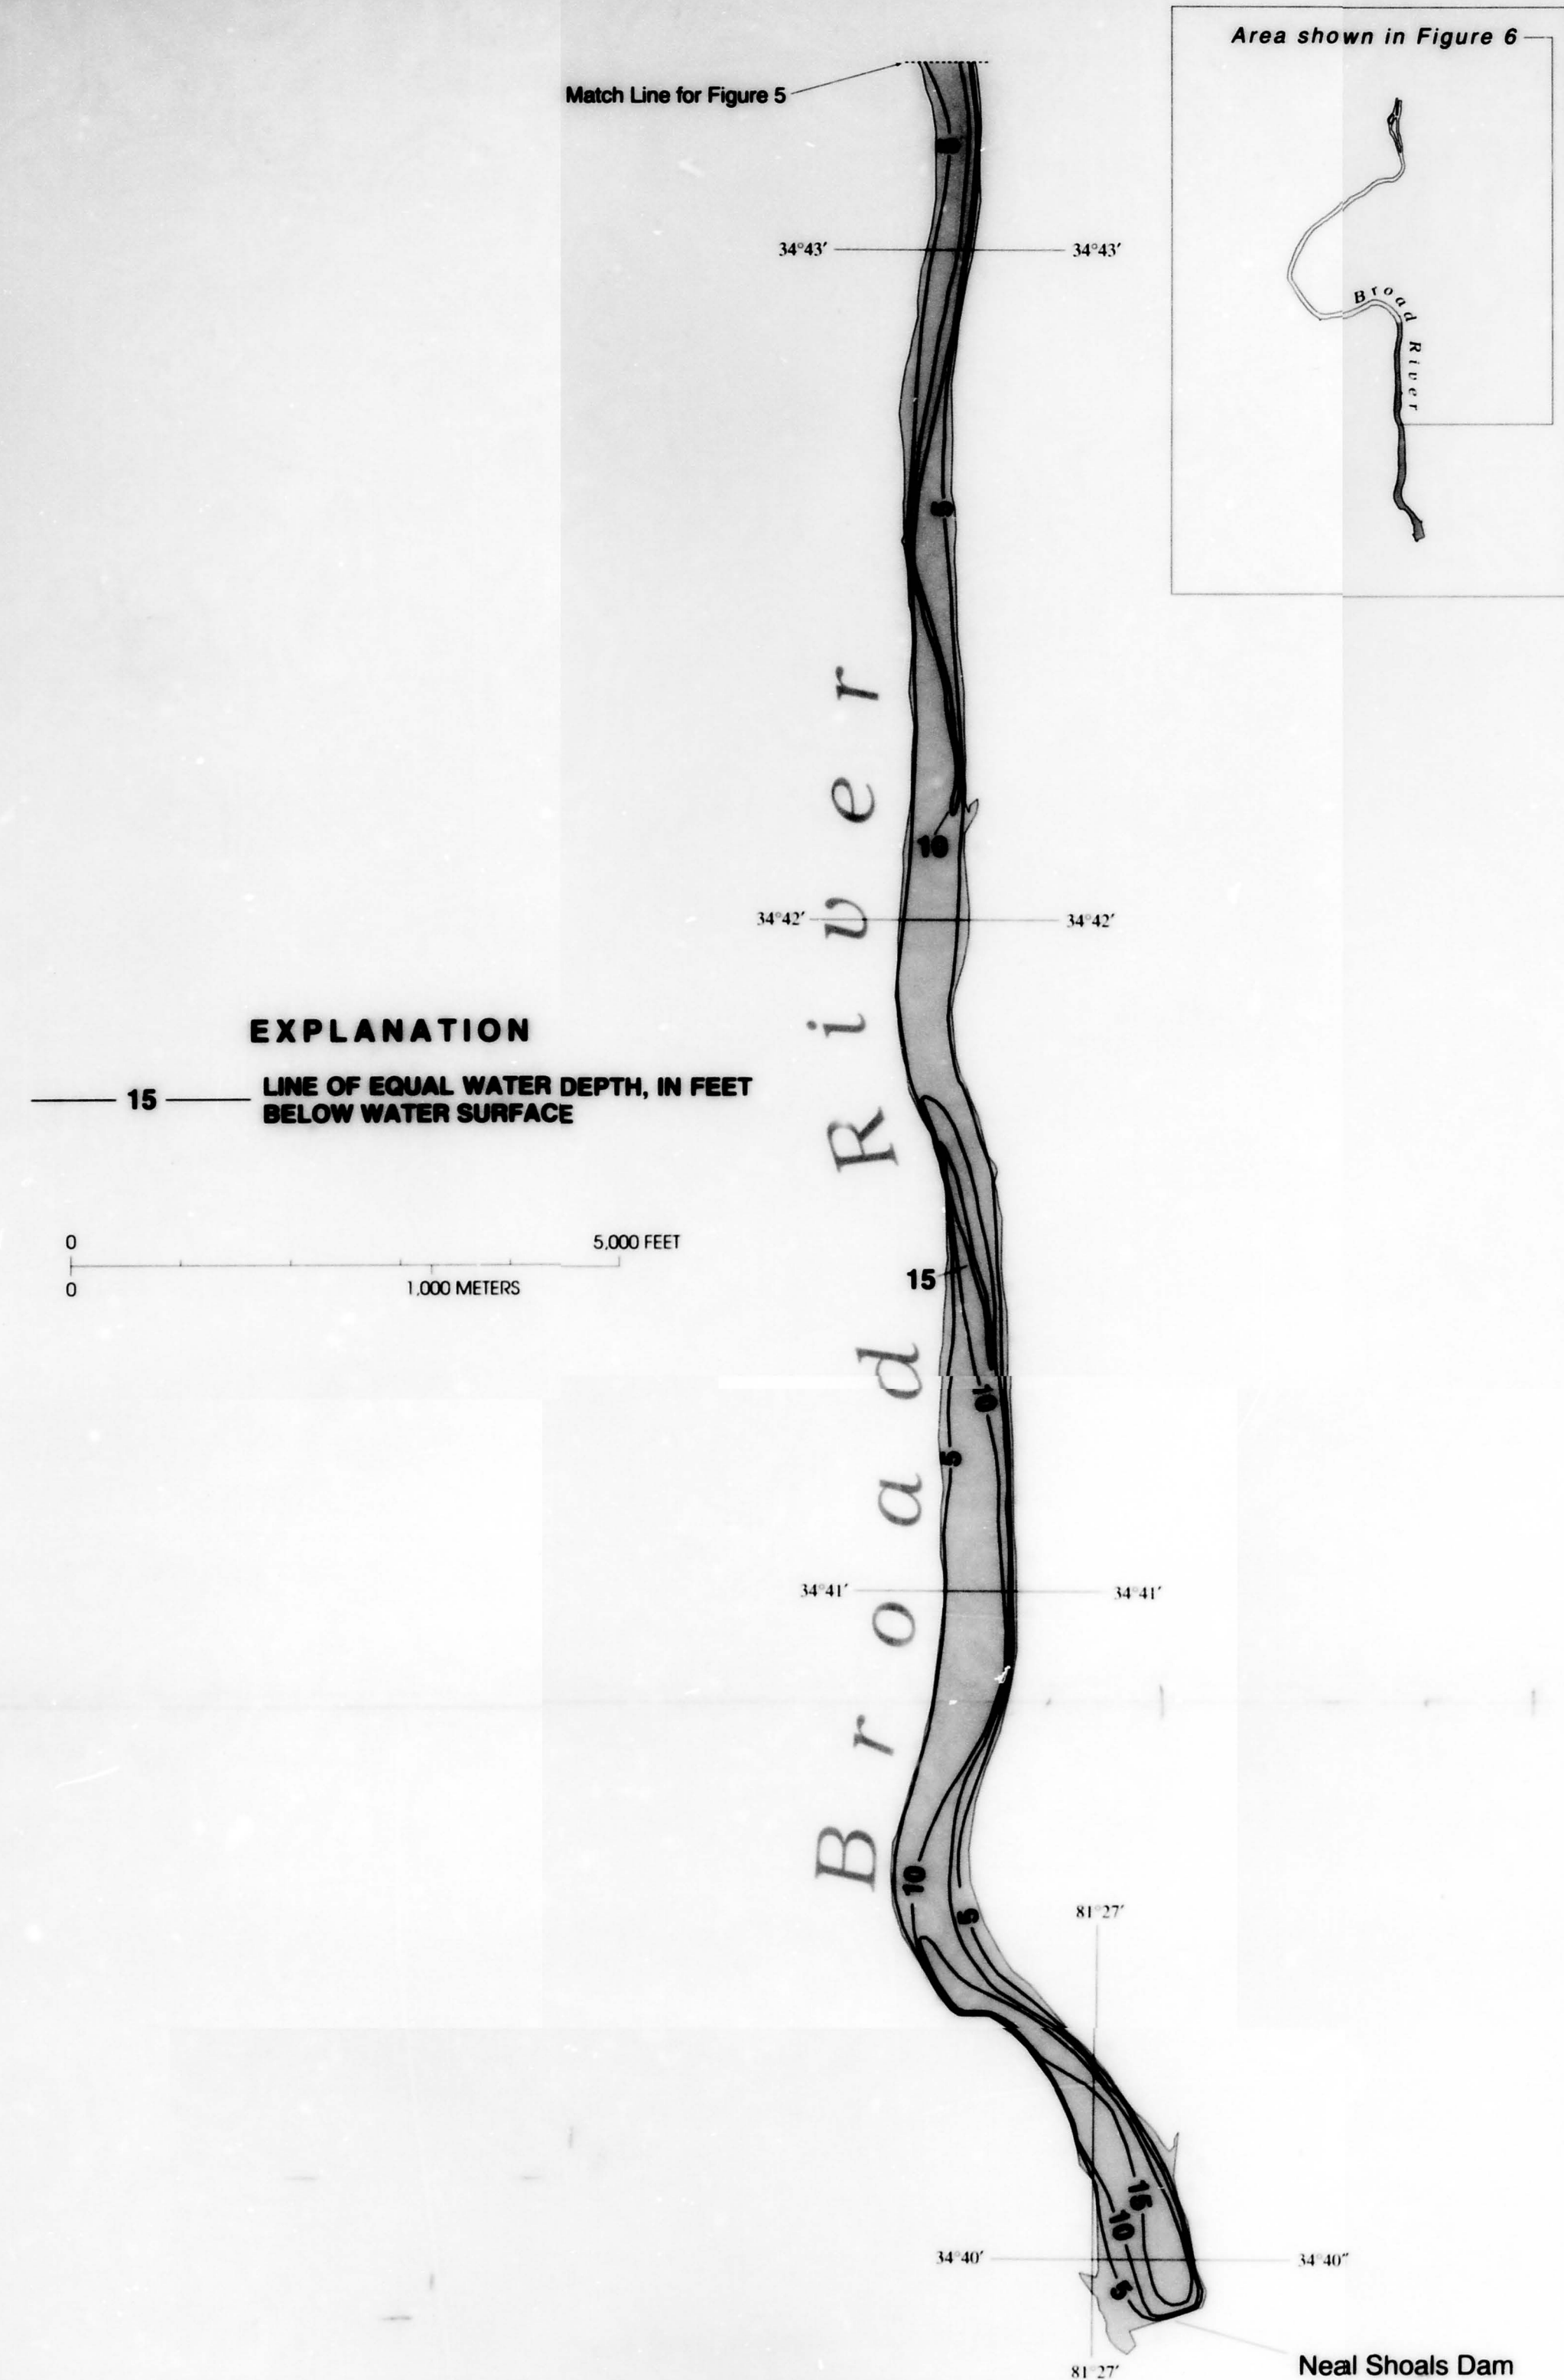 Area shown in Figure 6
Match Line for Figure 5
Broad River
5
34°43′ 34°43′
5
10
34°42′ 34°42′
EXPLANATION
15 LINE OF EQUAL WATER DEPTH, IN FEET
BELOW WATER SURFACE
0 5,000 FEET
0 1,000 METERS
Broad River
15
10
5
34°41′ 34°41′
10
5
81°27′
15
10
34°40′ 34°40″
5
81°27′
Neal Shoals Dam